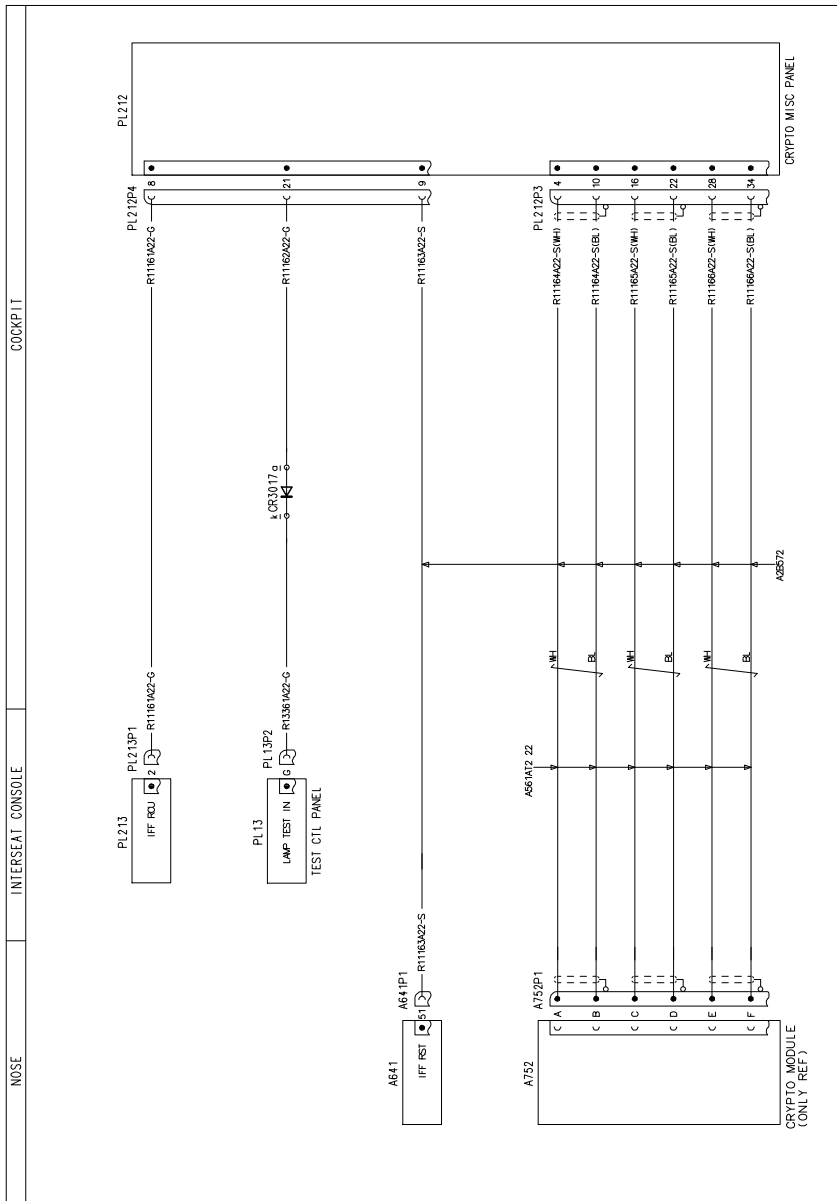 NOSE
INTERSEAT CONSOLE
COCKPIT
PL212
CRYPTO MISC PANEL
PL212P4
8
21
9
PL212P3
4
10
16
22
28
34
R11161A22-G
R11162A22-G
R11163A22-S
R11164A22-S(WH)
R11164A22-S(BL)
R11165A22-S(WH)
R11165A22-S(BL)
R11166A22-S(WH)
R11166A22-S(BL)
k CR3017 a
A2B572
WH
BL
WH
BL
WH
BL
A561AT2 22
R11161A22-G
R13361A22-G
PL213P1
2
PL213
IFF RCU
PL13P2
G
PL13
LAMP TEST IN
TEST CTL PANEL
R11163A22-S
A641P1
51
A641
IFF RST
A752P1
A
B
C
D
E
F
A752
CRYPTO MODULE
(ONLY REF)